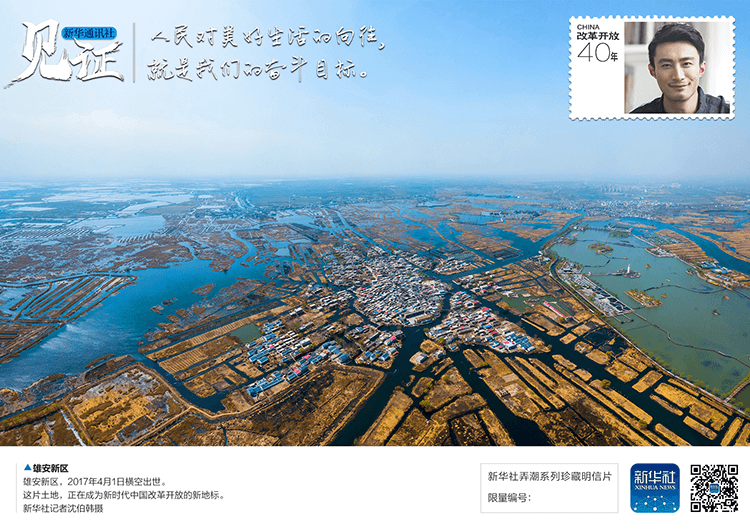 新华通讯社
见证
人民对美好生活的向往,
就是我们的奋斗目标。
CHINA
改革开放
40年
▲雄安新区
雄安新区,2017年4月1日横空出世。
这片土地,正在成为新时代中国改革开放的新地标。
新华社记者沈伯韩摄
新华社弄潮系列珍藏明信片
限量编号:
新华社
XINHUA NEWS